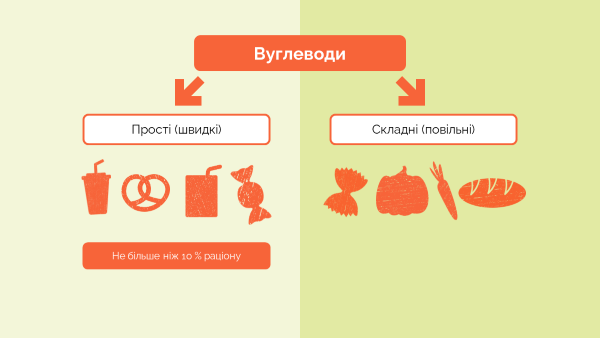 Вуглеводи
Прості (швидкі)
Складні (повільні)
Не більше ніж 10 % раціону